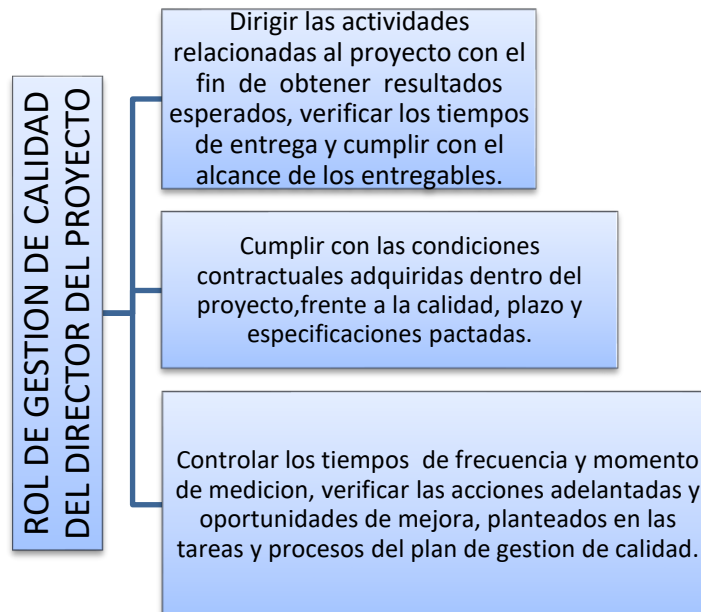 ROL DE GESTION DE CALIDAD
DEL DIRECTOR DEL PROYECTO
Dirigir las actividades
relacionadas al proyecto con el
fin de obtener resultados
esperados, verificar los tiempos
de entrega y cumplir con el
alcance de los entregables.
Cumplir con las condiciones
contractuales adquiridas dentro del
proyecto,frente a la calidad, plazo y
especificaciones pactadas.
Controlar los tiempos de frecuencia y momento
de medicion, verificar las acciones adelantadas y
oportunidades de mejora, planteados en las
tareas y procesos del plan de gestion de calidad.